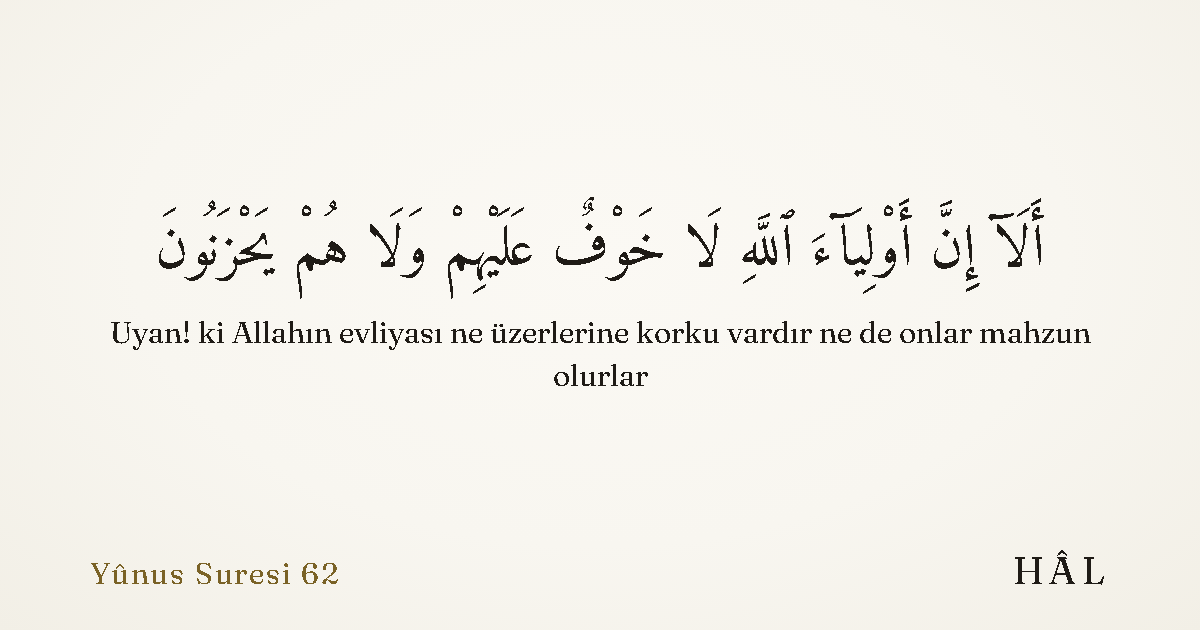 أَلَآ إِنَّ أَوْلِيَآءَ ٱللَّهِ لَا خَوْفٌ عَلَيْهِمْ وَلَا هُمْ يَحْزَنُونَ
Uyan! ki Allahın evliyası ne üzerlerine korku vardır ne de onlar mahzun
olurlar
Yûnus Suresi 62
HÂL